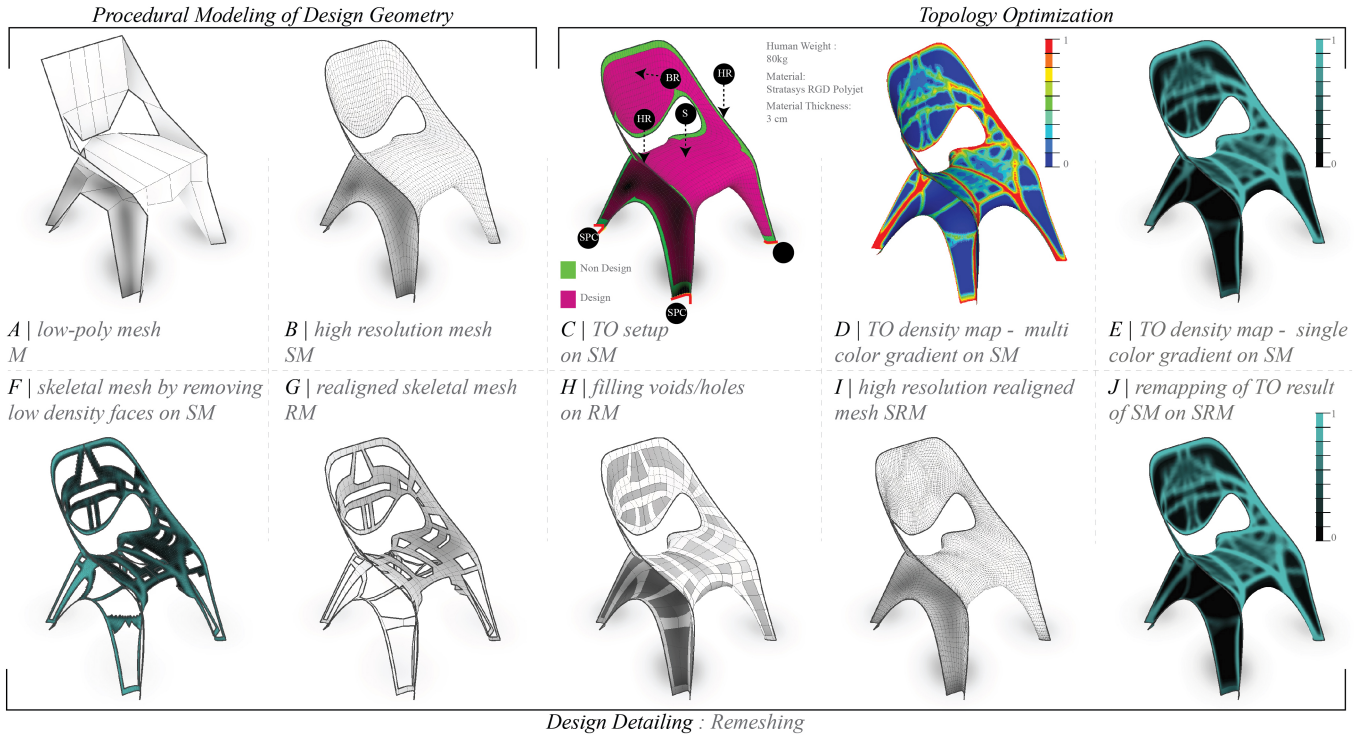 Procedural Modeling of Design Geometry
Topology Optimization
BR
HR
HR
S
SPC
SPC
Non Design
Design
Human Weight :
80kg
Material:
Stratasys RGD Polyjet
Material Thickness:
3 cm
1
0
1
0
A | low-poly mesh
M
B | high resolution mesh
SM
C | TO setup
on SM
D | TO density map - multi
color gradient on SM
E | TO density map - single
color gradient on SM
F | skeletal mesh by removing
low density faces on SM
G | realigned skeletal mesh
RM
H | filling voids/holes
on RM
I | high resolution realigned
mesh SRM
J | remapping of TO result
of SM on SRM
1
0
Design Detailing : Remeshing